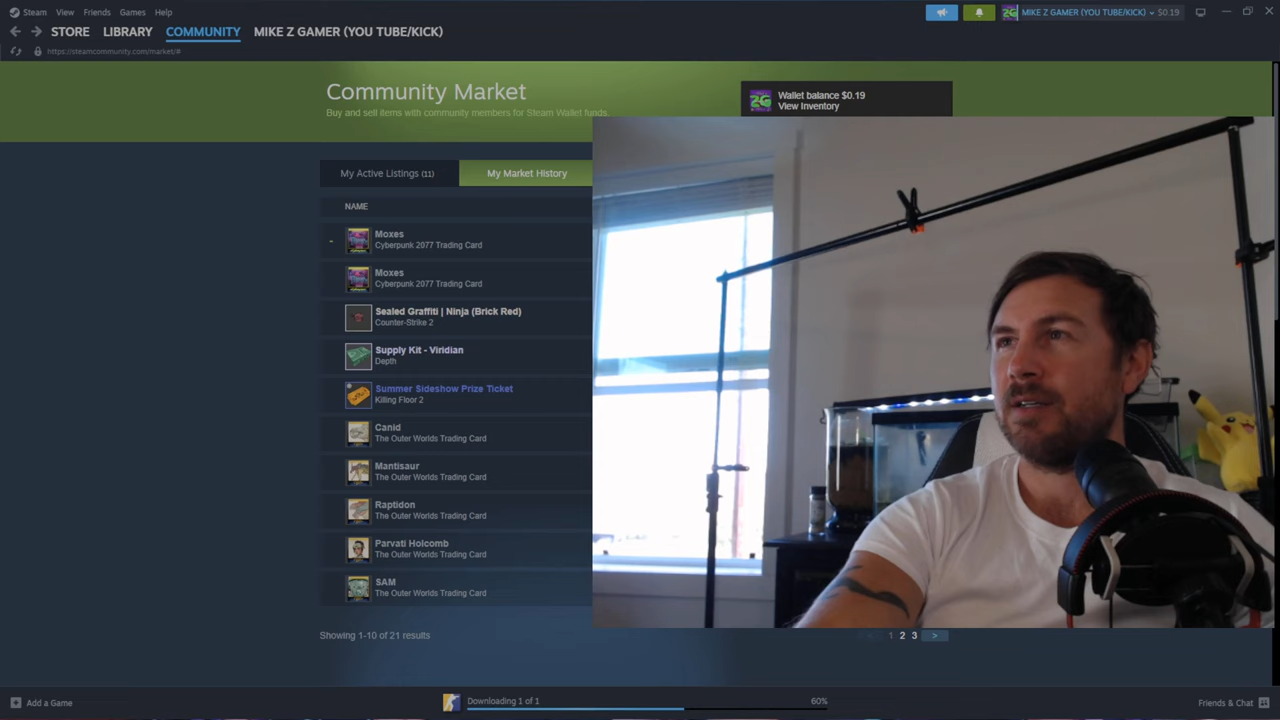 Steam View Friends Games Help
MIKE Z GAMER (YOU TUBE/KICK) $0.19
STORE LIBRARY COMMUNITY MIKE Z GAMER (YOU TUBE/KICK)
https://steamcommunity.com/market/#
Community Market
Buy and sell items with community members for Steam Wallet funds.
Wallet balance $0.19
View Inventory
My Active Listings (11)
My Market History
NAME
Moxes
Cyberpunk 2077 Trading Card
Moxes
Cyberpunk 2077 Trading Card
Sealed Graffiti | Ninja (Brick Red)
Counter-Strike 2
Supply Kit - Viridian
Depth
Summer Sideshow Prize Ticket
Killing Floor 2
Canid
The Outer Worlds Trading Card
Mantisaur
The Outer Worlds Trading Card
Raptidon
The Outer Worlds Trading Card
Parvati Holcomb
The Outer Worlds Trading Card
SAM
The Outer Worlds Trading Card
Showing 1-10 of 21 results
< 1 2 3 >
Add a Game
Downloading 1 of 1
60%
Friends & Chat